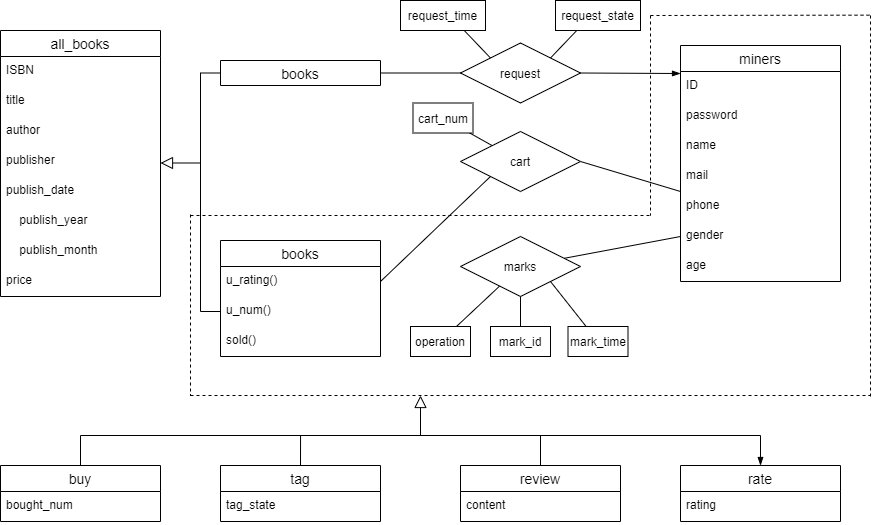 request_time
request_state
all_books
ISBN
title
author
publisher
publish_date
publish_year
publish_month
price
books
request
miners
ID
password
name
mail
phone
gender
age
cart_num
cart
books
u_rating()
u_num()
sold()
marks
operation
mark_id
mark_time
buy
bought_num
tag
tag_state
review
content
rate
rating